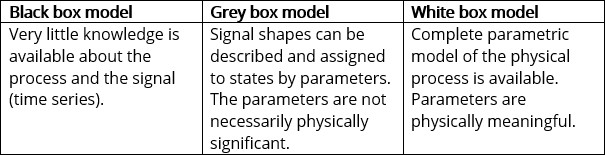 Black box model
Grey box model
White box model
Very little knowledge is
available about the
process and the signal
(time series).
Signal shapes can be
described and assigned
to states by parameters.
The parameters are not
necessarily physically
significant.
Complete parametric
model of the physical
process is available.
Parameters are
physically meaningful.